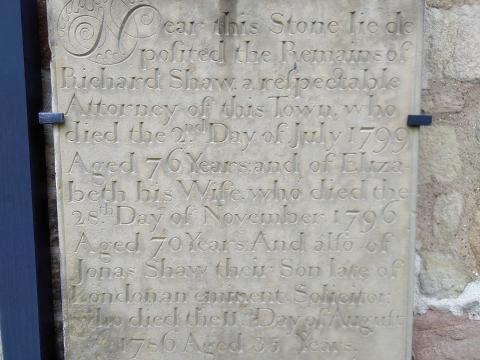 Near this Stone lie de
posited the Remains of
Richard Shaw a respectable
Attorney of this Town, who
died the 2nd Day of July 1799
Aged 76 Years: and of Eliza
beth his Wife who died the
28th Day of November 1796
Aged 70 Years: And also of
Jonas Shaw their Son late of
London an eminent Solicitor
who died the 11th Day of August
1786 Aged 35 Years.